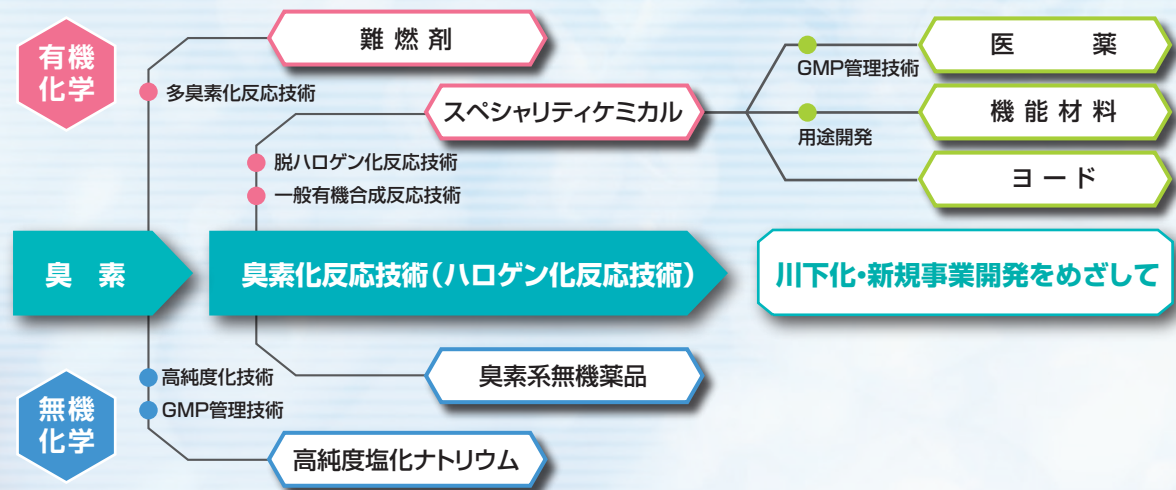 有機
化学
難燃剤
多臭素化反応技術
スペシャリティケミカル
脱ハロゲン化反応技術
一般有機合成反応技術
GMP管理技術
用途開発
医薬
機能材料
ヨード
臭素
臭素化反応技術(ハロゲン化反応技術)
川下化・新規事業開発をめざして
無機
化学
高純度化技術
GMP管理技術
臭素系無機薬品
高純度塩化ナトリウム